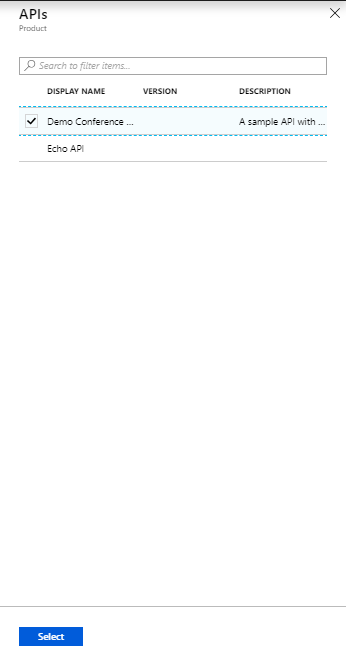 APIs
Product
Search to filter items...
DISPLAY NAME VERSION DESCRIPTION
Demo Conference ... A sample API with ...
Echo API
Select